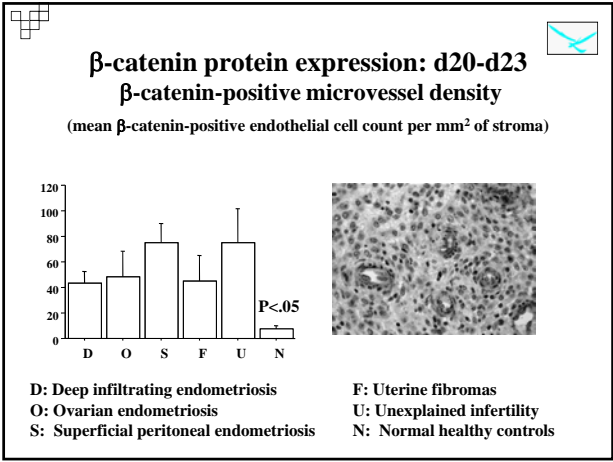 β-catenin protein expression: d20-d23
β-catenin-positive microvessel density
(mean β-catenin-positive endothelial cell count per mm² of stroma)
120
100
80
60
40
20
0
P<.05
D O S F U N
D: Deep infiltrating endometriosis
O: Ovarian endometriosis
S: Superficial peritoneal endometriosis
F: Uterine fibromas
U: Unexplained infertility
N: Normal healthy controls